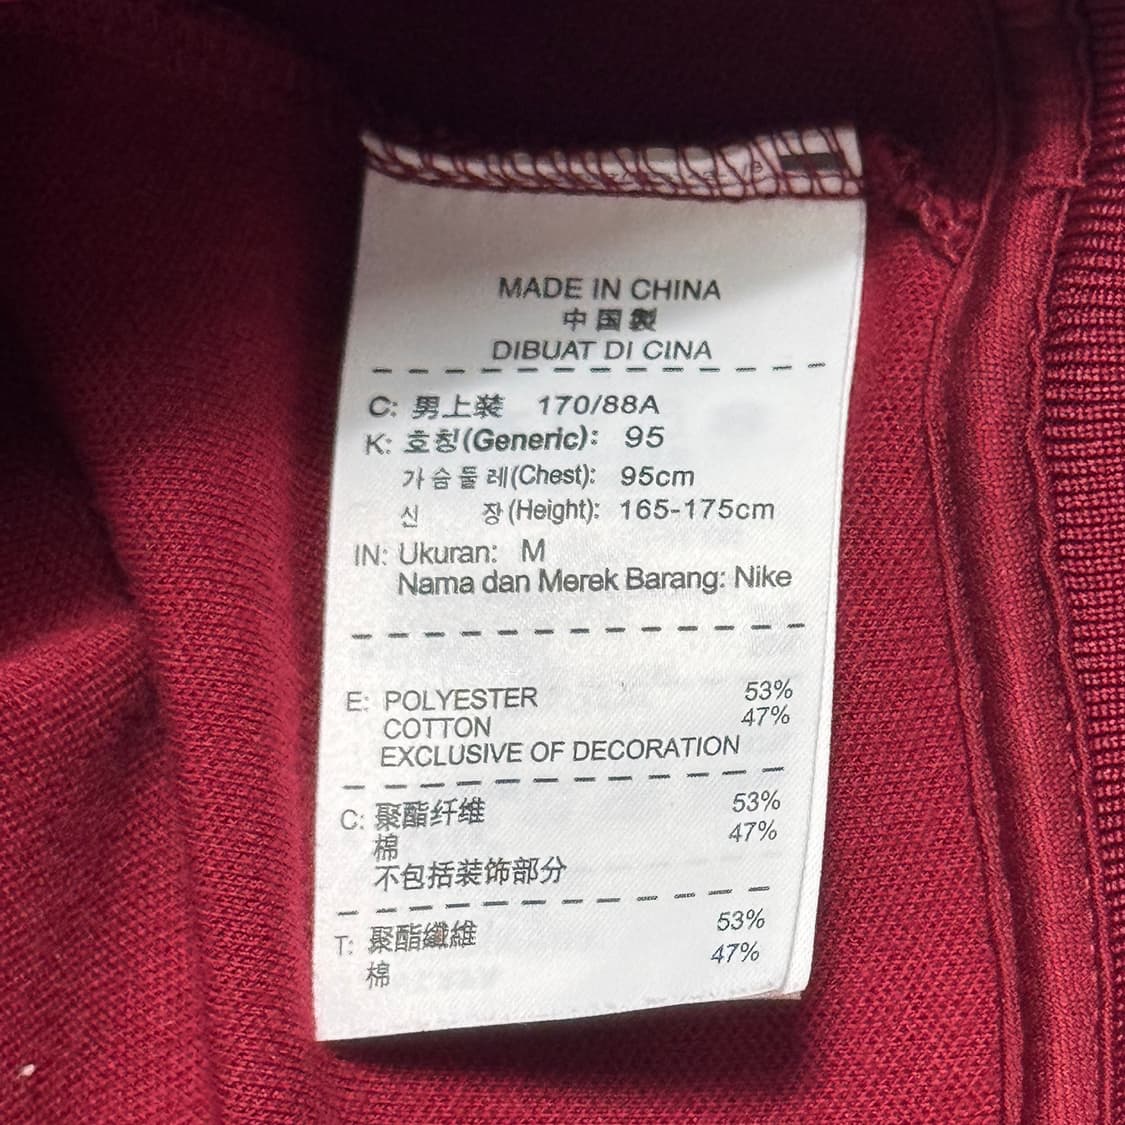 MADE IN CHINA
中国製
DIBUAT DI CINA
C: 男上装 170/88A
K: 호칭(Generic): 95
가슴둘레(Chest): 95cm
신 장(Height): 165-175cm
IN: Ukuran: M
Nama dan Merek Barang: Nike
E: POLYESTER 53%
COTTON 47%
EXCLUSIVE OF DECORATION
C: 聚酯纤维 53%
棉 47%
不包括装饰部分
T: 聚酯纖維 53%
棉 47%